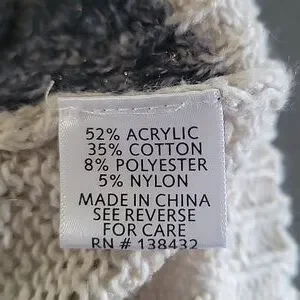 52% ACRYLIC
35% COTTON
8% POLYESTER
5% NYLON
MADE IN CHINA
SEE REVERSE
FOR CARE
RN # 138432